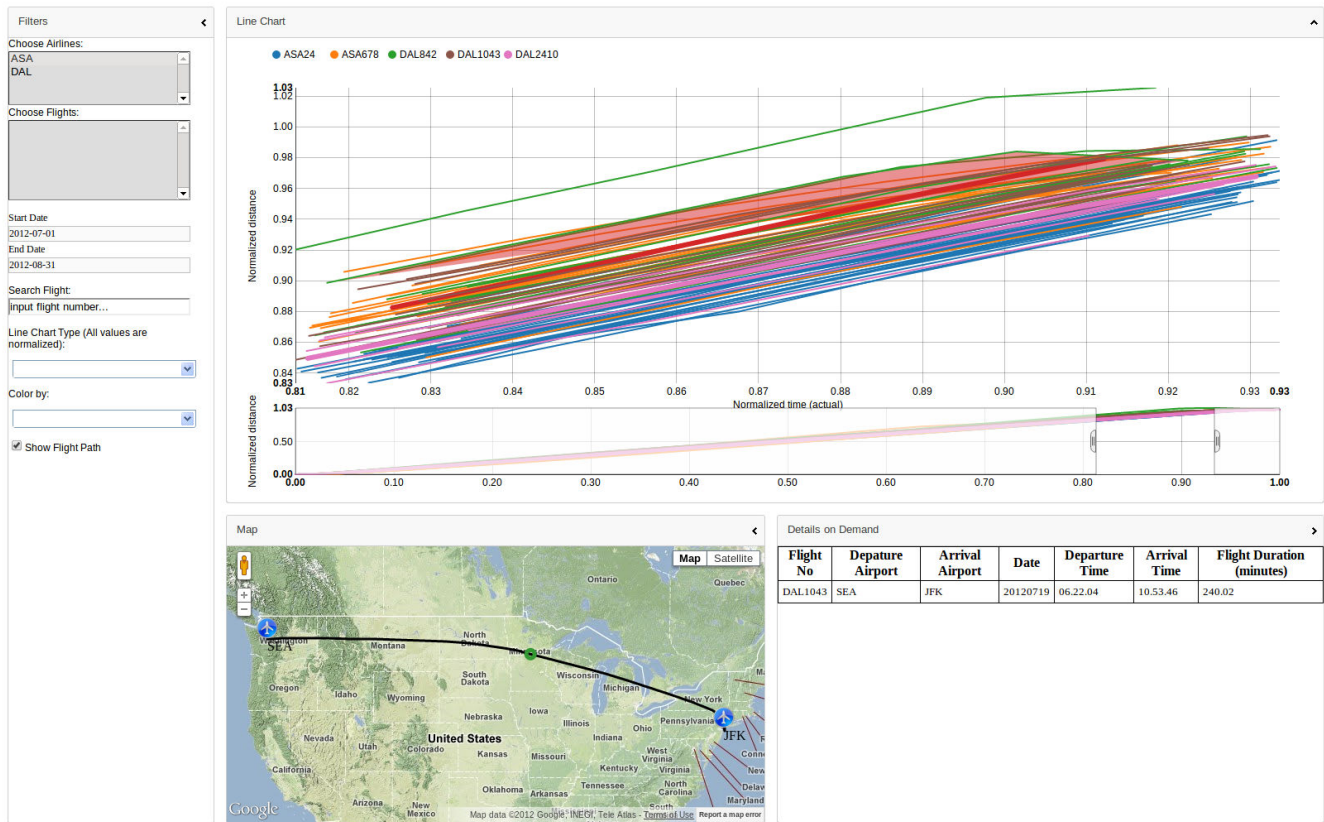 Filters
Choose Airlines:
ASA
DAL
Choose Flights:
Start Date
2012-07-01
End Date
2012-08-31
Search Flight:
input flight number...
Line Chart Type (All values are
normalized):
Color by:
Show Flight Path
Line Chart
ASA24 ASA678 DAL842 DAL1043 DAL2410
Normalized distance
1.03
1.02
1.00
0.98
0.96
0.94
0.92
0.90
0.88
0.86
0.84
0.83
0.81 0.82 0.83 0.84 0.85 0.86 0.87 0.88 0.89 0.90 0.91 0.92 0.93 0.93
Normalized time (actual)
Normalized distance
1.03
0.50
0.00
0.00 0.10 0.20 0.30 0.40 0.50 0.60 0.70 0.80 0.90 1.00
Map
Map Satellite
Ontario
Quebec
Washington
SEA
Montana
North
Dakota
Minnesota
South
Dakota
Wisconsin
Michigan
New York
Oregon
Idaho
Wyoming
Nebraska
Iowa
Illinois
Indiana
Ohio
Pennsylvania
JFK
Nevada
Utah
Colorado
United States
Kansas
Missouri
West
Virginia
Kentucky
Virginia
California
Oklahoma
Arkansas
Tennessee
North
Carolina
Arizona
New
Mexico
South
Conn
New
Delaw
Maryland
Google
Map data ©2012 Google, INEGI, Tele Atlas - Terms of Use Report a map error
Details on Demand
Flight
No
Depature
Airport
Arrival
Airport
Date
Departure
Time
Arrival
Time
Flight Duration
(minutes)
DAL1043 SEA JFK 20120719 06.22.04 10.53.46 240.02